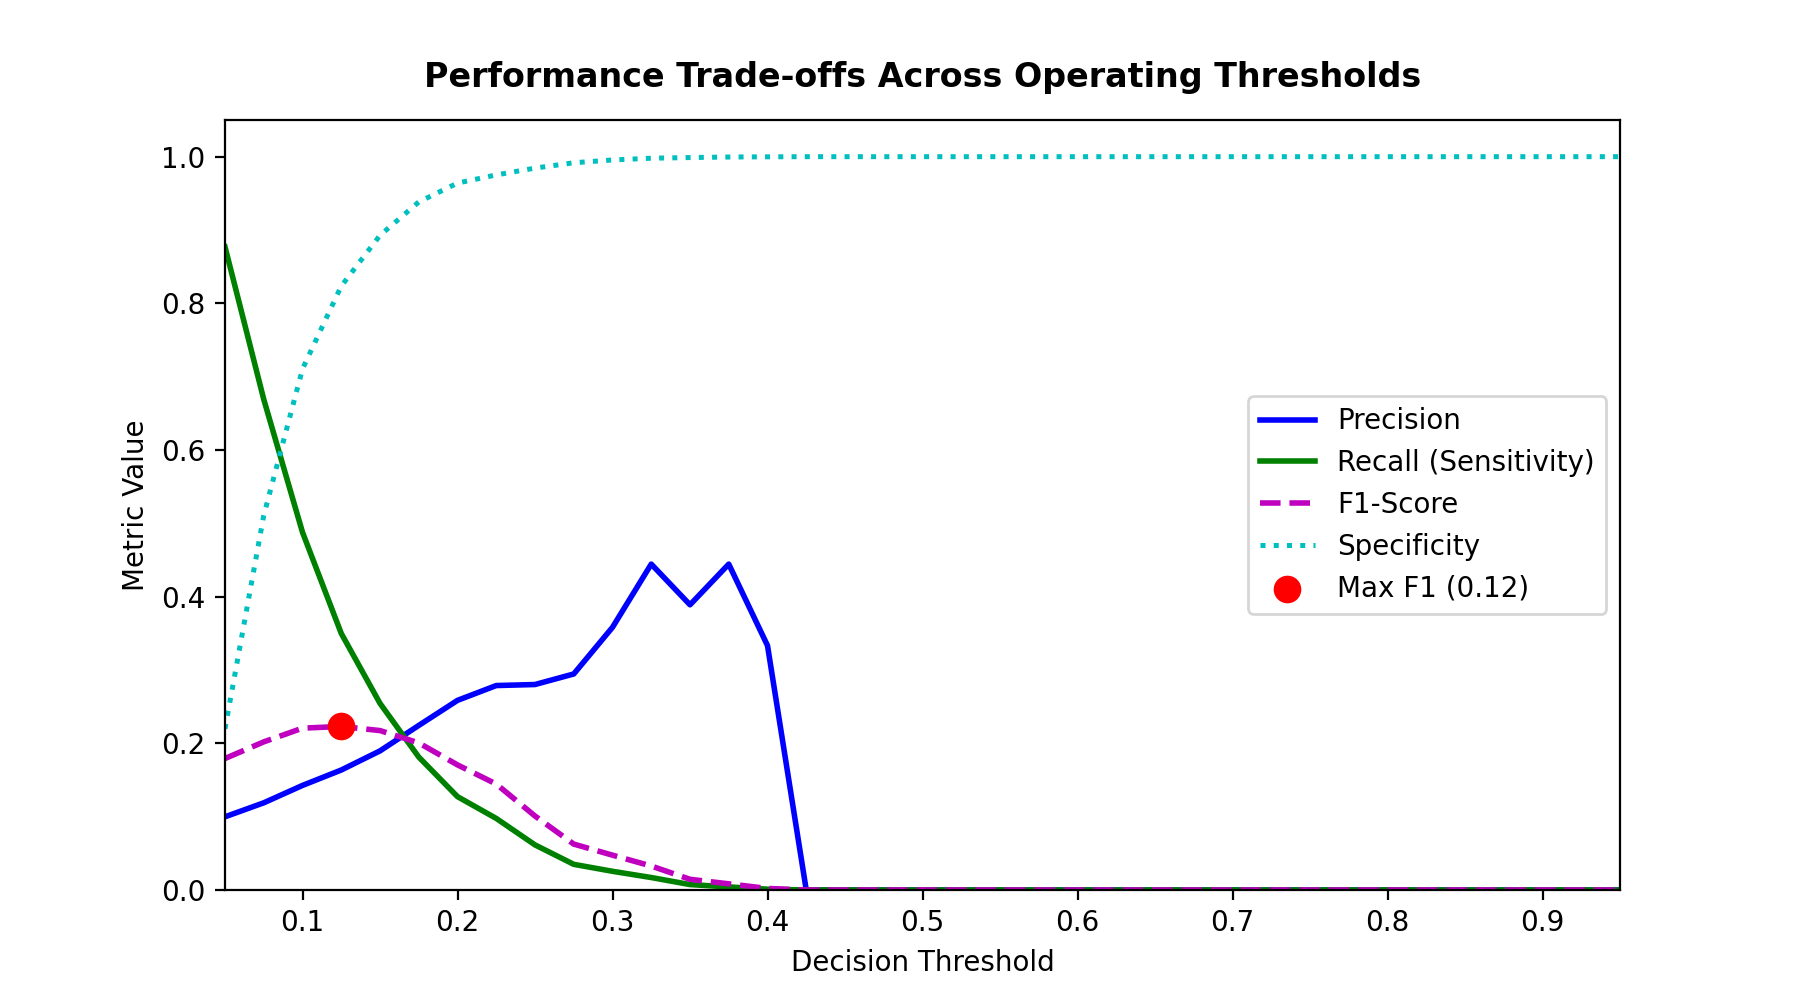 Performance Trade-offs Across Operating Thresholds
1.0
0.8
0.6
0.4
0.2
0.0
Metric Value
Precision
Recall (Sensitivity)
F1-Score
Specificity
Max F1 (0.12)
0.1 0.2 0.3 0.4 0.5 0.6 0.7 0.8 0.9
Decision Threshold